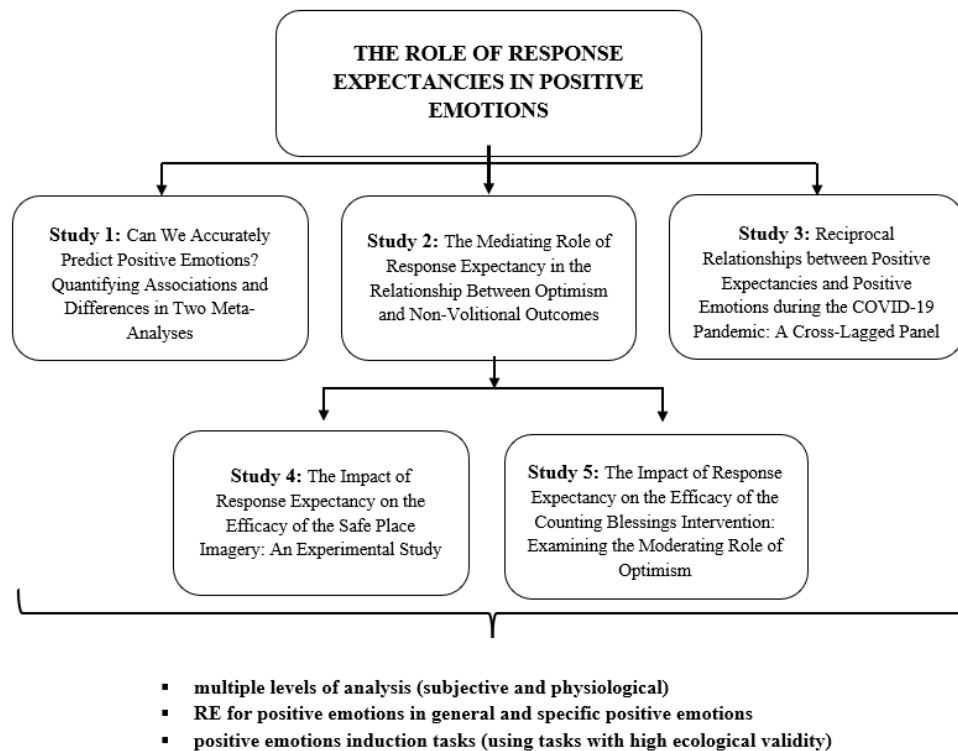 THE ROLE OF RESPONSE
EXPECTANCIES IN POSITIVE
EMOTIONS
Study 1: Can We Accurately
Predict Positive Emotions?
Quantifying Associations and
Differences in Two Meta-
Analyses
Study 2: The Mediating Role of
Response Expectancy in the
Relationship Between Optimism
and Non-Volitional Outcomes
Study 3: Reciprocal
Relationships between Positive
Expectancies and Positive
Emotions during the COVID-19
Pandemic: A Cross-Lagged Panel
Study 4: The Impact of
Response Expectancy on the
Efficacy of the Safe Place
Imagery: An Experimental Study
Study 5: The Impact of Response
Expectancy on the Efficacy of the
Counting Blessings Intervention:
Examining the Moderating Role of
Optimism
▪ multiple levels of analysis (subjective and physiological)
▪ RE for positive emotions in general and specific positive emotions
▪ positive emotions induction tasks (using tasks with high ecological validity)